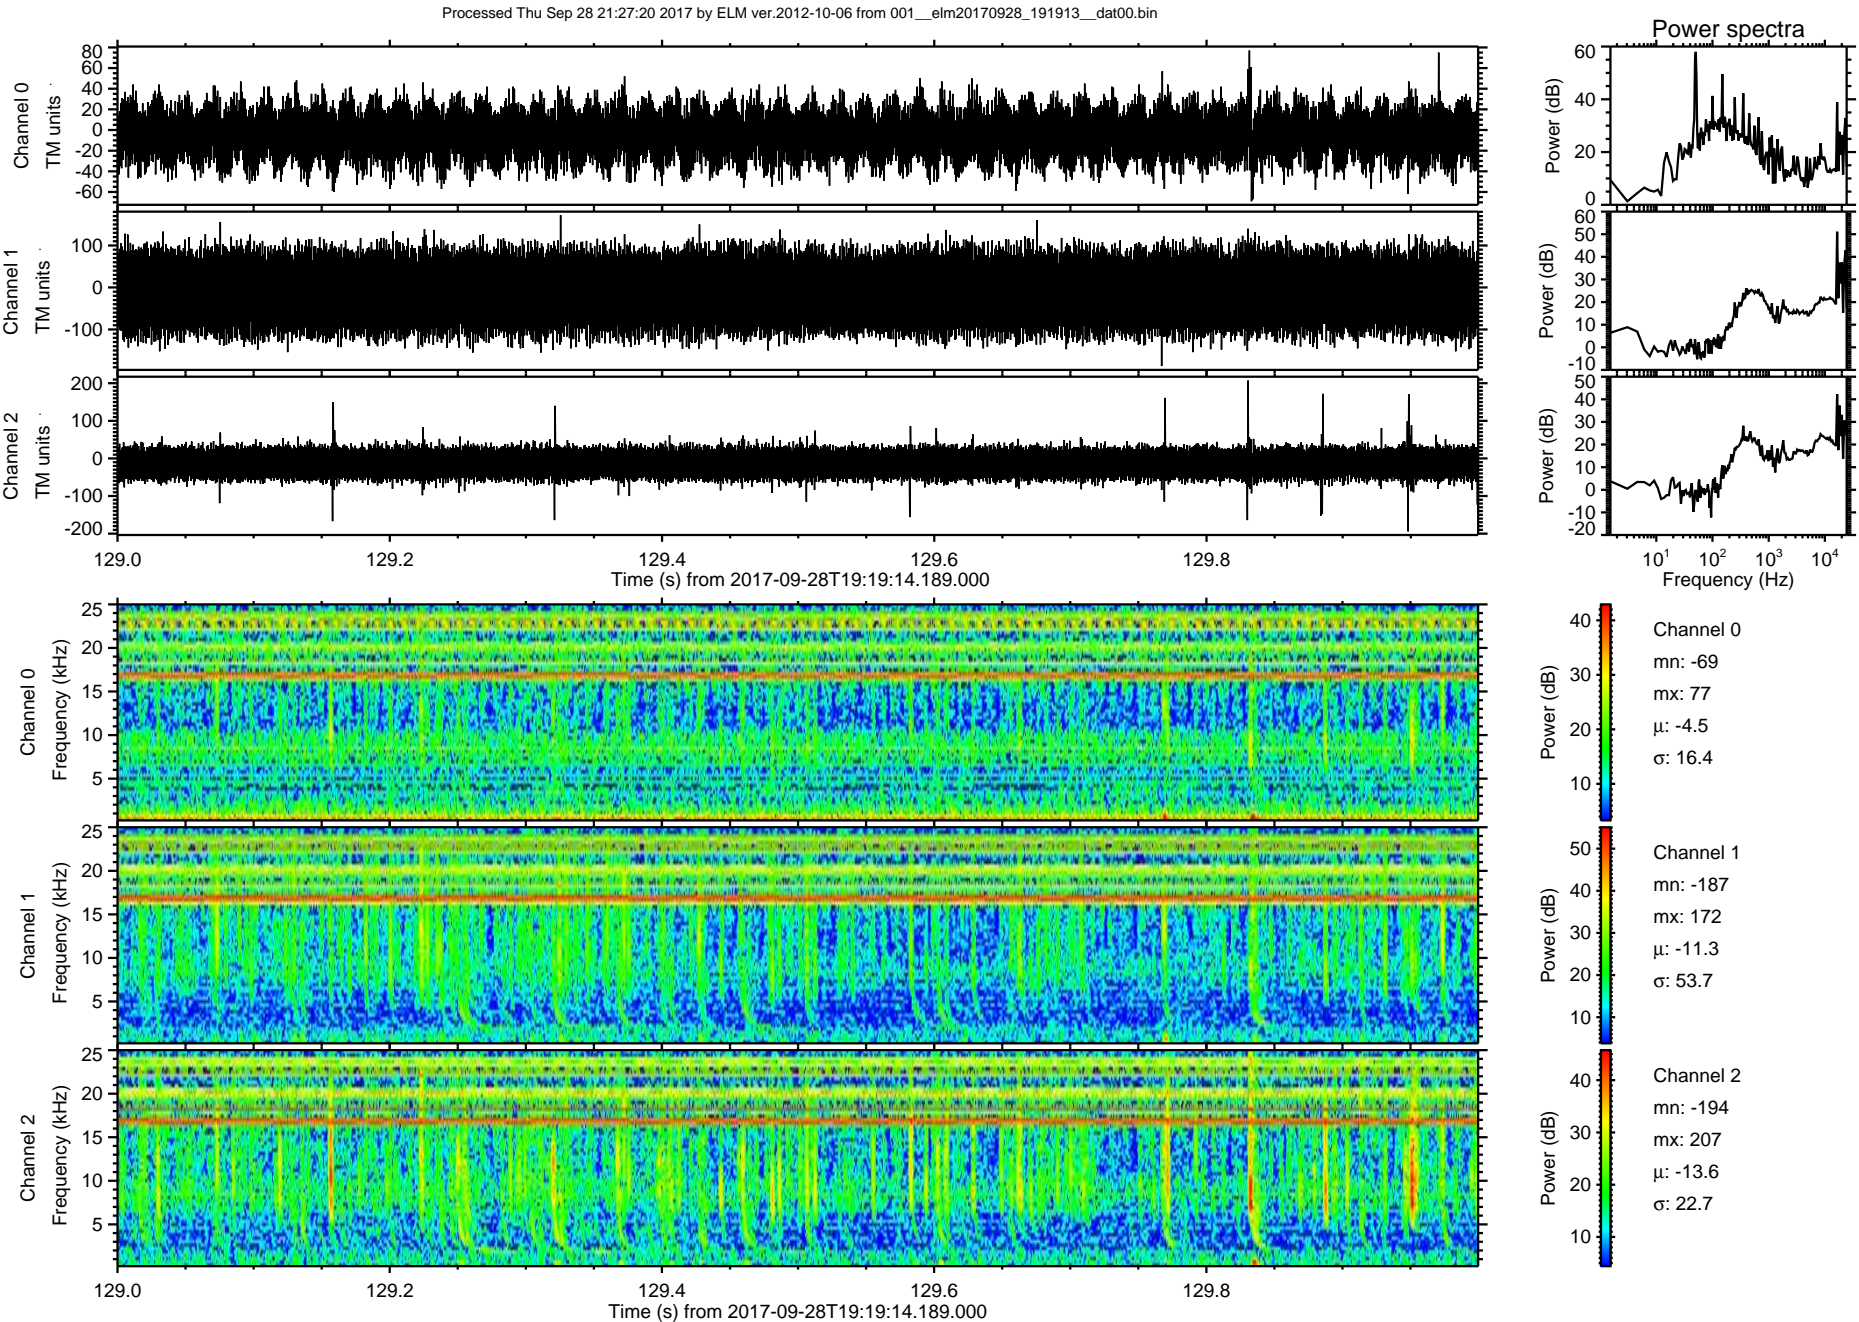 Processed Thu Sep 28 21:27:20 2017 by ELM ver.2012-10-06 from 001__elm20170928_191913__dat00.bin
Power spectra
Channel 0
TM units
80
60
40
20
0
-20
-40
-60
Power (dB)
60
40
20
0
Channel 1
TM units
100
0
-100
Power (dB)
60
50
40
30
20
10
0
-10
Channel 2
TM units
200
100
0
-100
-200
Power (dB)
50
40
30
20
10
0
-10
-20
129.0 129.2 129.4 129.6 129.8
Time (s) from 2017-09-28T19:19:14.189.000
10¹ 10² 10³ 10⁴
Frequency (Hz)
Channel 0
Frequency (kHz)
25
20
15
10
5
Power (dB)
40
30
20
10
Channel 0
mn: -69
mx: 77
μ: -4.5
σ: 16.4
Channel 1
Frequency (kHz)
25
20
15
10
5
Power (dB)
50
40
30
20
10
Channel 1
mn: -187
mx: 172
μ: -11.3
σ: 53.7
Channel 2
Frequency (kHz)
25
20
15
10
5
Power (dB)
40
30
20
10
Channel 2
mn: -194
mx: 207
μ: -13.6
σ: 22.7
129.0 129.2 129.4 129.6 129.8
Time (s) from 2017-09-28T19:19:14.189.000